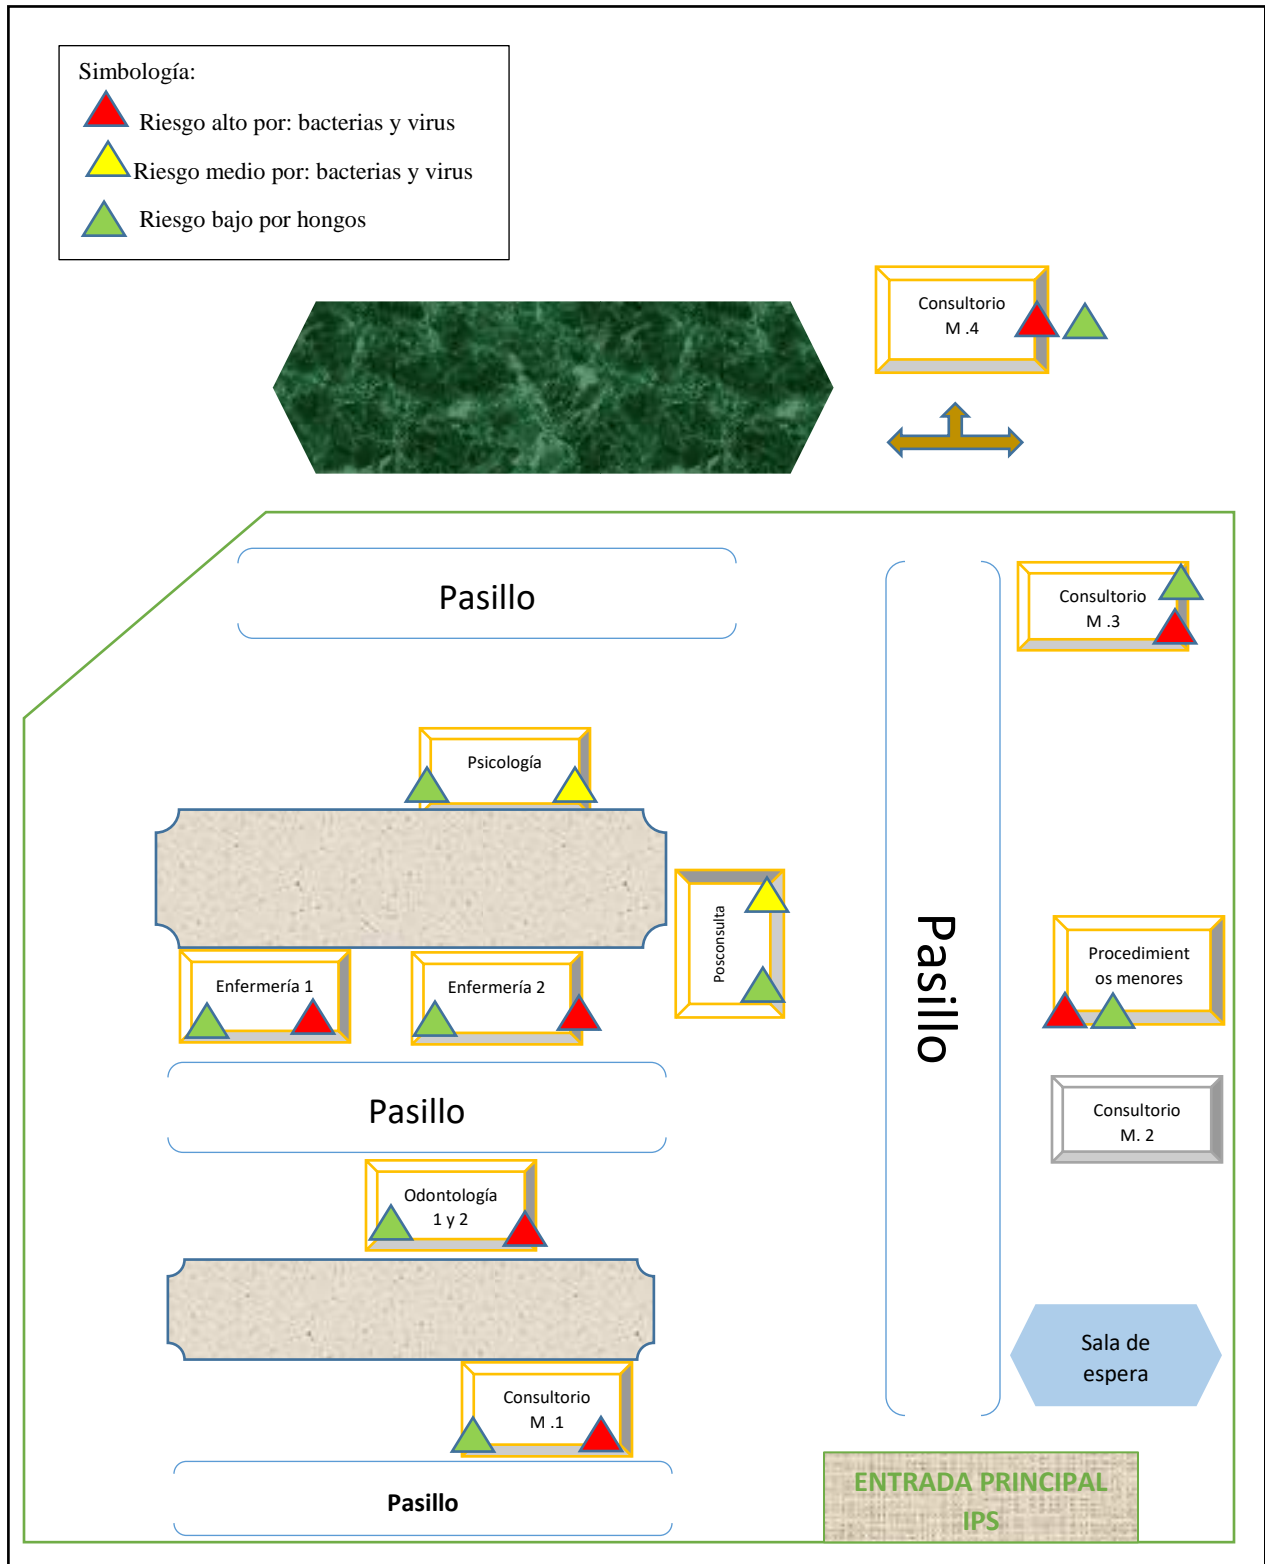 Simbología:
Riesgo alto por: bacterias y virus
Riesgo medio por: bacterias y virus
Riesgo bajo por hongos
Consultorio
M .4
Pasillo
Consultorio
M .3
Psicología
Posconsulta
Pasillo
Procedimient
os menores
Enfermería 1
Enfermería 2
Pasillo
Consultorio
M. 2
Odontología
1 y 2
Sala de
espera
Consultorio
M .1
Pasillo
ENTRADA PRINCIPAL
IPS